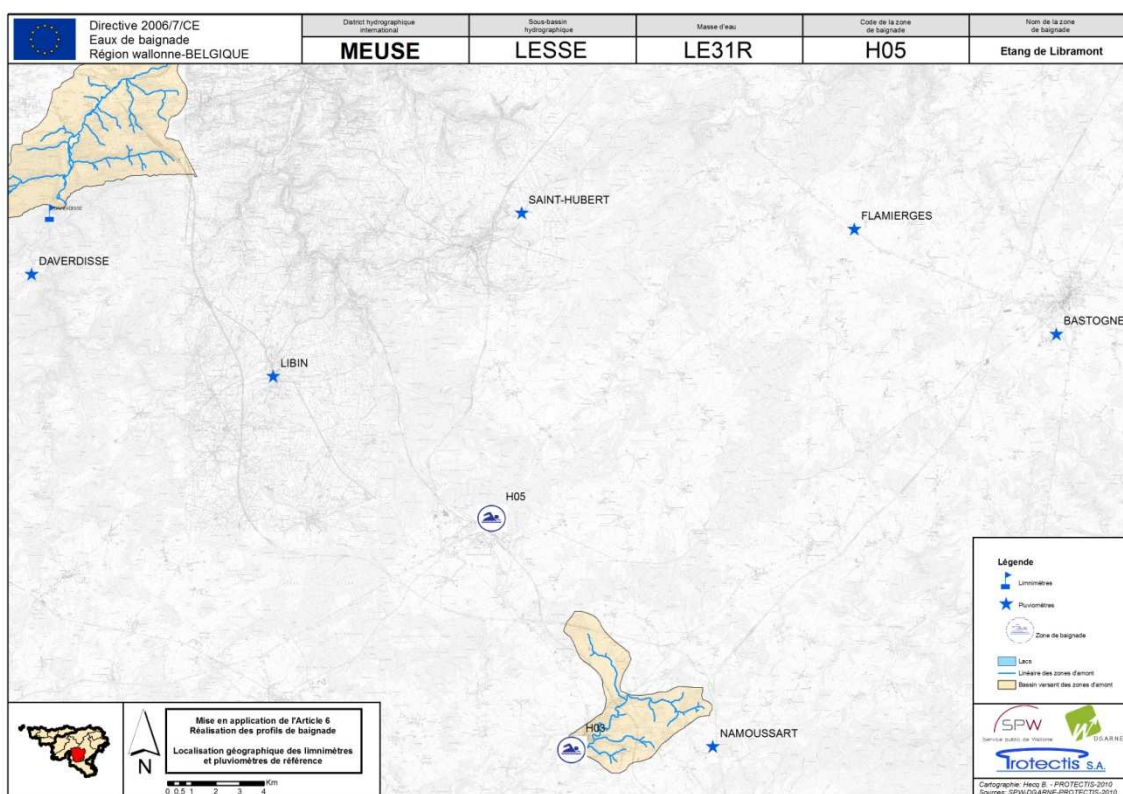 Directive 2006/7/CE
Eaux de baignade
Région wallonne-BELGIQUE
District hydrographique
international
MEUSE
Sous-bassin
hydrographique
LESSE
Masse d'eau
LE31R
Code de la zone
de baignade
H05
Nom de la zone
de baignade
Etang de Libramont
SAINT-HUBERT
FLAMIERGES
DAVERDISSE
BASTOGNE
LIBIN
H05
H03
NAMOUSSART
Légende
Limnimètres
Pluviomètres
Zone de baignade
Lacs
Linéaire des zones d'amont
Bassin versant des zones d'amont
N
Mise en application de l'Article 6
Réalisation des profils de baignade
Localisation géographique des limnimètres
et pluviomètres de référence
Km
0 0,5 1 2 3 4
SPW
Service public de Wallonie
DGARNE
Protectis S.A.
Cartographie: Hecq B. - PROTECTIS-2010
Sources: SPW-DGARNE-PROTECTIS-2010